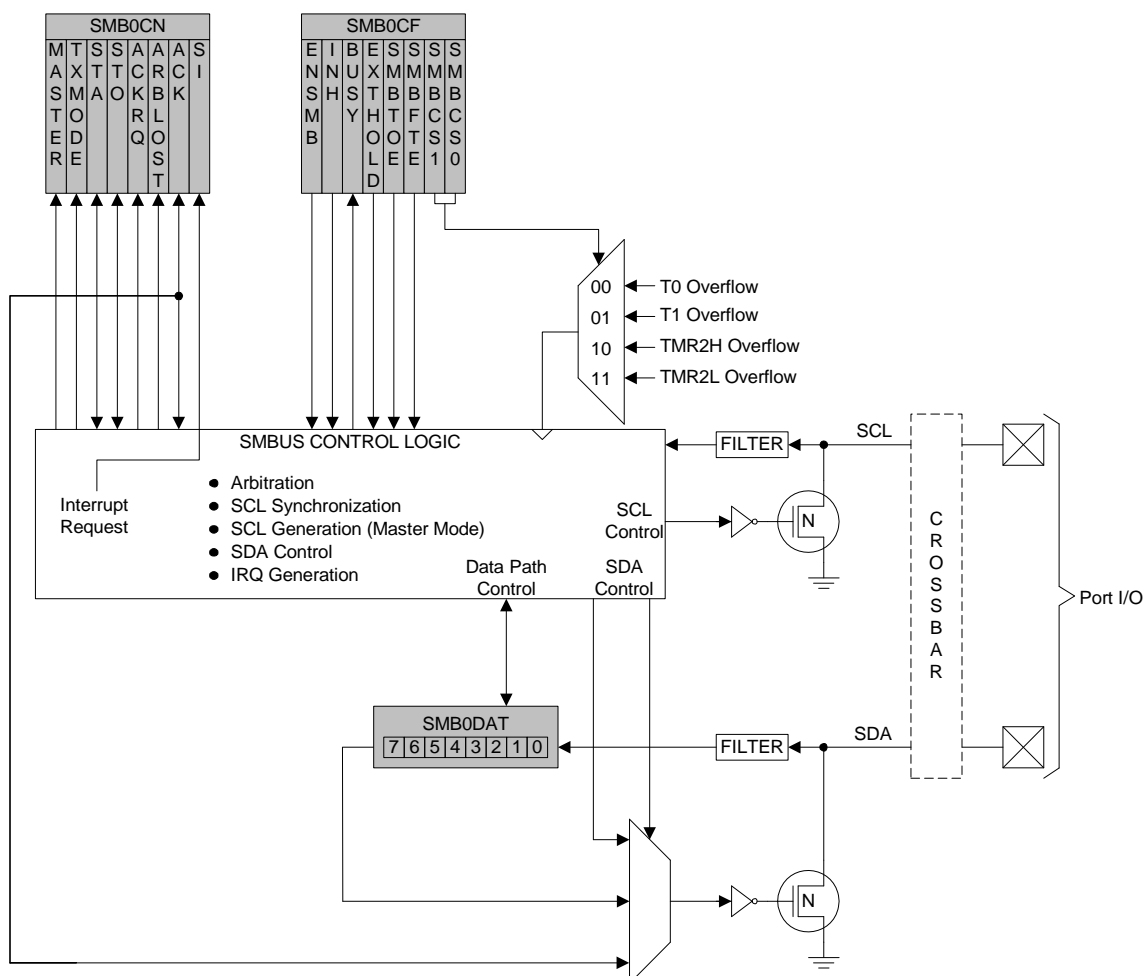 SMB0CN
MASTER
TXMODE
STA
STO
ACKRQ
ARBLOST
ACK
SI
SMB0CF
ENSMB
INH
BUSY
EXTHOLD
SMBTOE
SMBFTE
SMBCS1
SMBCS0
00
T0 Overflow
01
T1 Overflow
10
TMR2H Overflow
11
TMR2L Overflow
SMBUS CONTROL LOGIC
Interrupt
Request
● Arbitration
● SCL Synchronization
● SCL Generation (Master Mode)
● SDA Control
● IRQ Generation
SCL
Control
Data Path
Control
SDA
Control
FILTER
SCL
N
CROSSBAR
Port I/O
SMB0DAT
7 6 5 4 3 2 1 0
FILTER
SDA
N